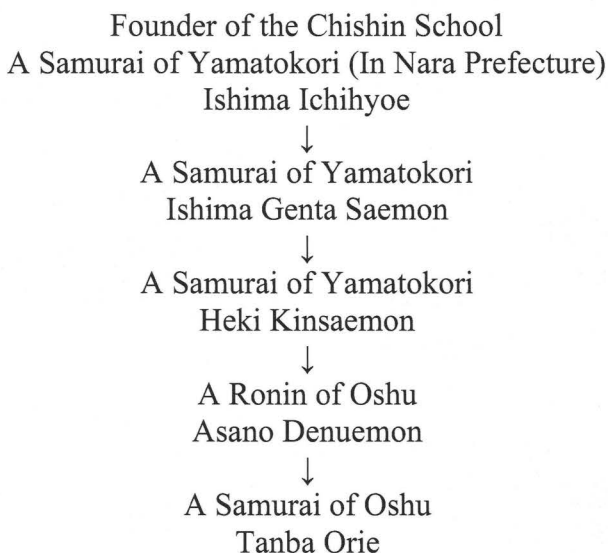 Founder of the Chishin School
A Samurai of Yamatokori (In Nara Prefecture)
Ishima Ichihyoe
↓
A Samurai of Yamatokori
Ishima Genta Saemon
↓
A Samurai of Yamatokori
Heki Kinsaemon
↓
A Ronin of Oshu
Asano Denuemon
↓
A Samurai of Oshu
Tanba Orie